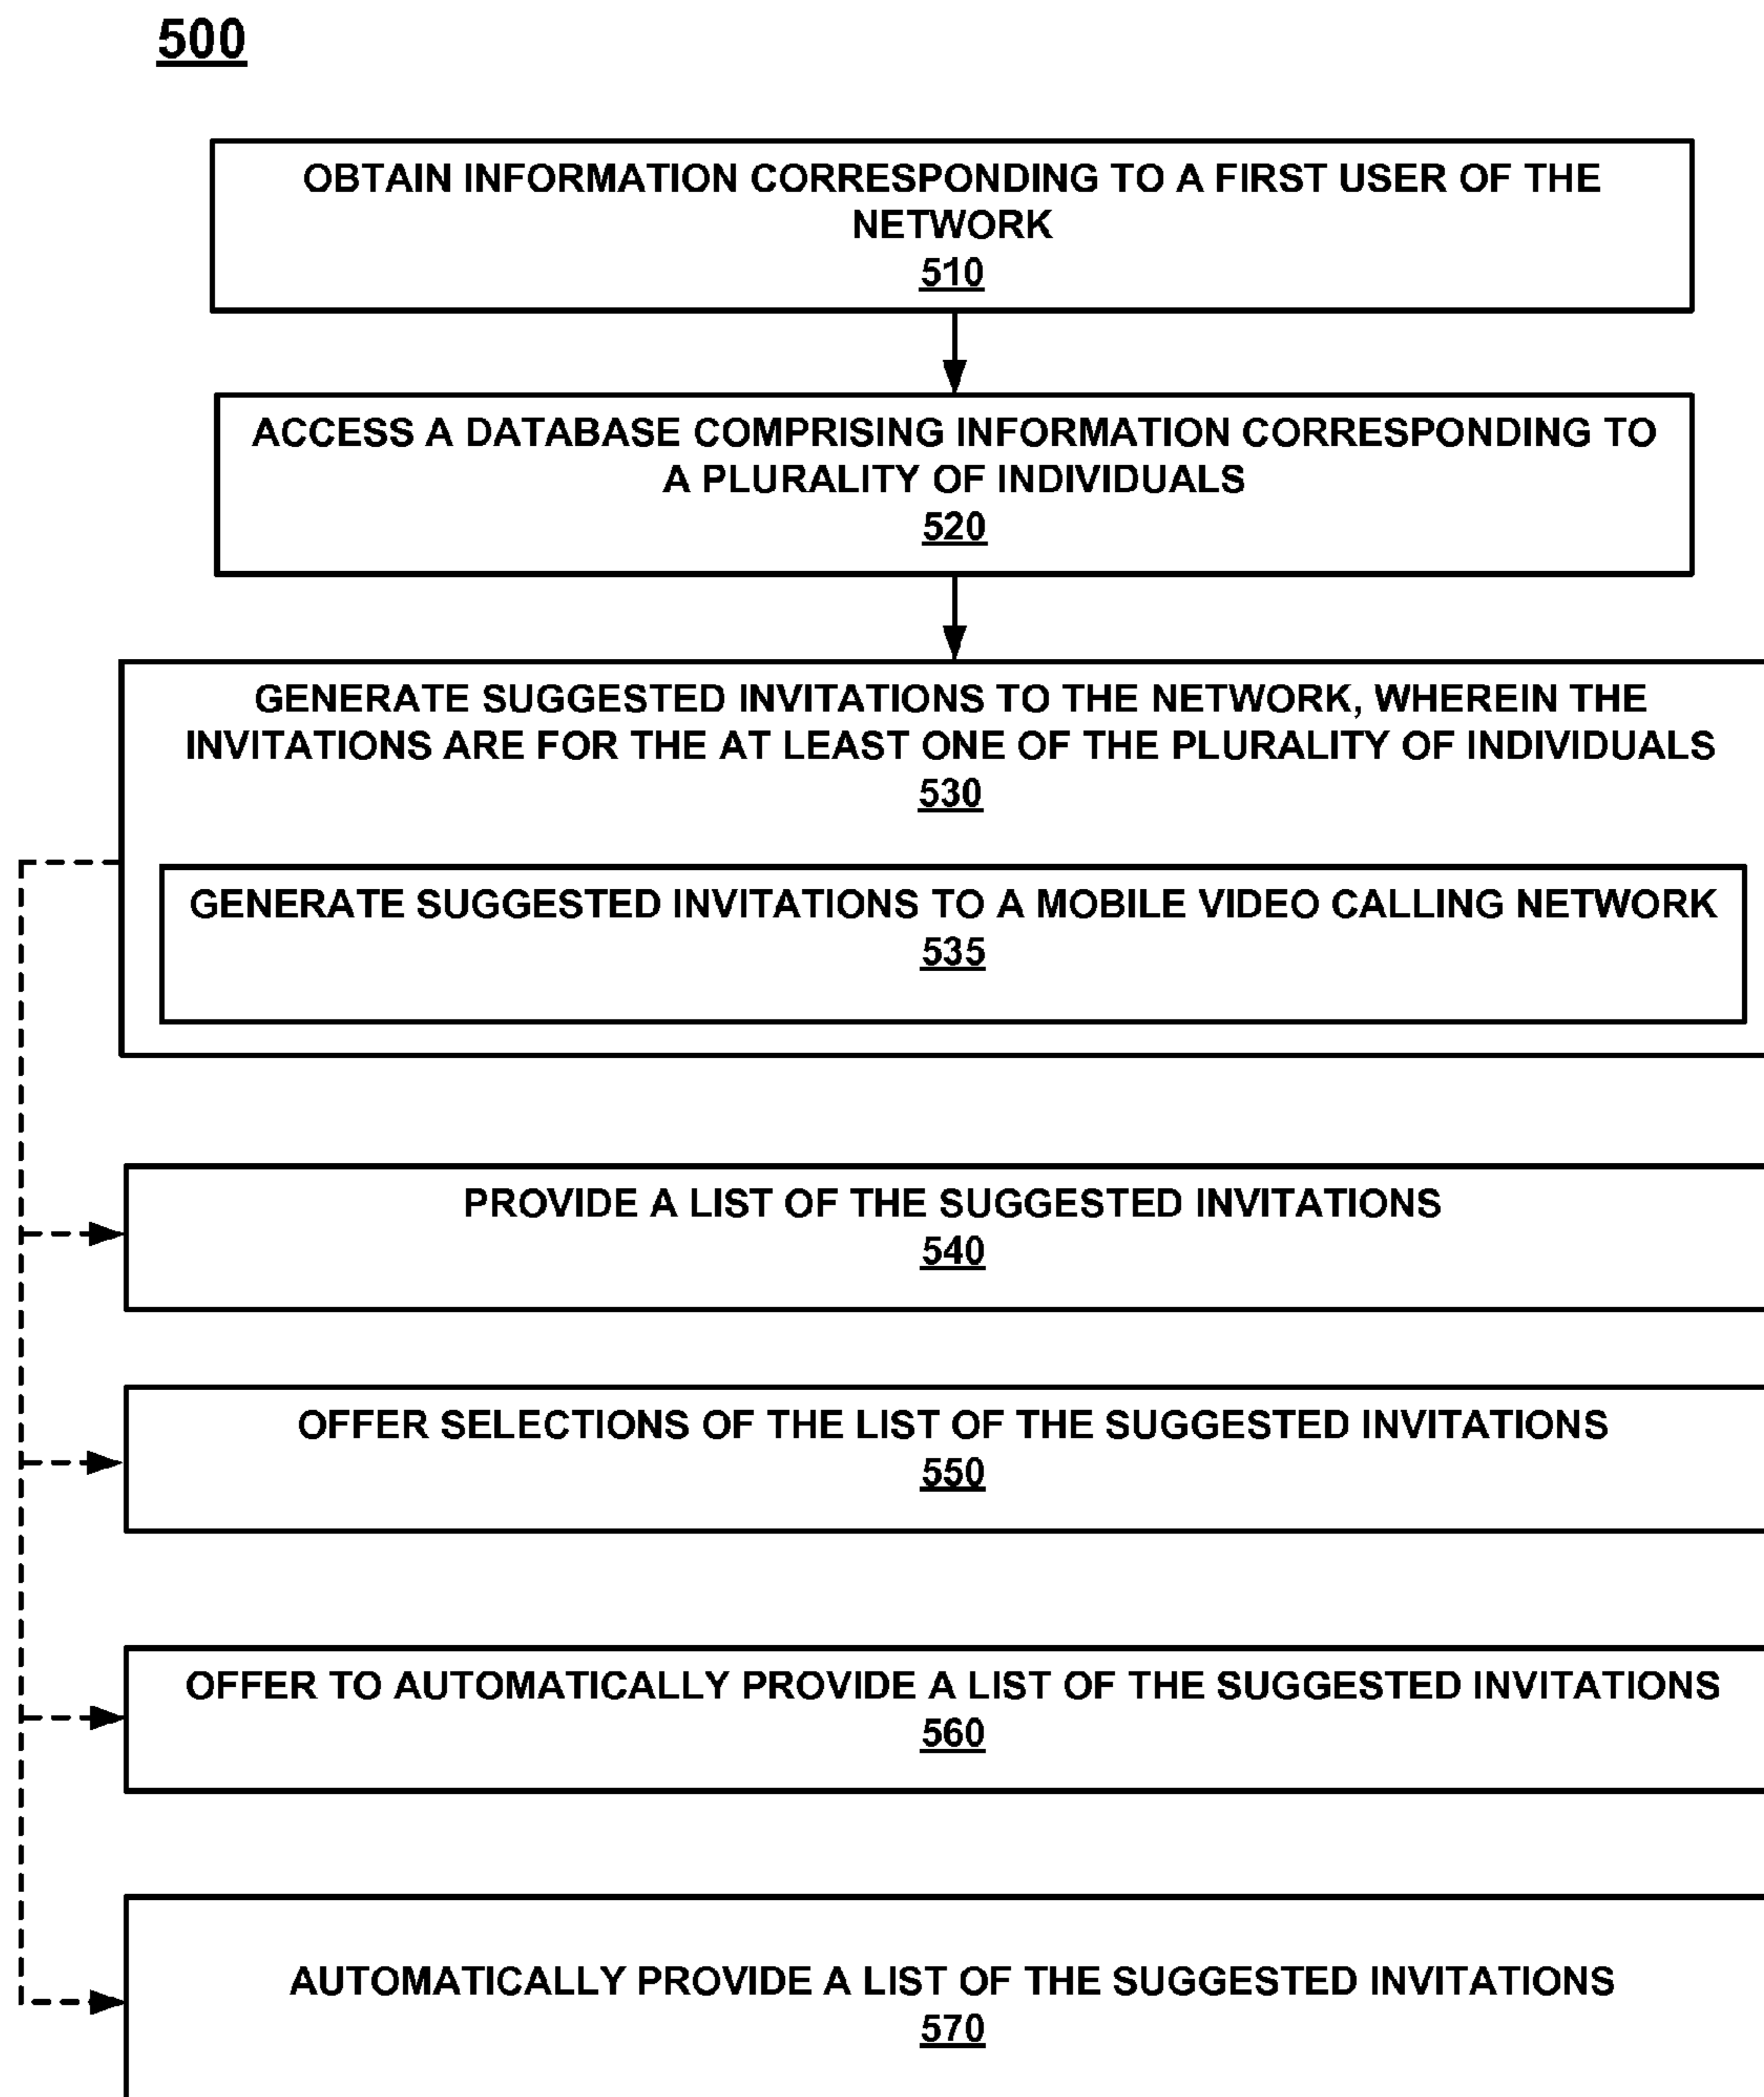 500
OBTAIN INFORMATION CORRESPONDING TO A FIRST USER OF THE
NETWORK
510
ACCESS A DATABASE COMPRISING INFORMATION CORRESPONDING TO
A PLURALITY OF INDIVIDUALS
520
GENERATE SUGGESTED INVITATIONS TO THE NETWORK, WHEREIN THE
INVITATIONS ARE FOR THE AT LEAST ONE OF THE PLURALITY OF INDIVIDUALS
530
GENERATE SUGGESTED INVITATIONS TO A MOBILE VIDEO CALLING NETWORK
535
PROVIDE A LIST OF THE SUGGESTED INVITATIONS
540
OFFER SELECTIONS OF THE LIST OF THE SUGGESTED INVITATIONS
550
OFFER TO AUTOMATICALLY PROVIDE A LIST OF THE SUGGESTED INVITATIONS
560
AUTOMATICALLY PROVIDE A LIST OF THE SUGGESTED INVITATIONS
570